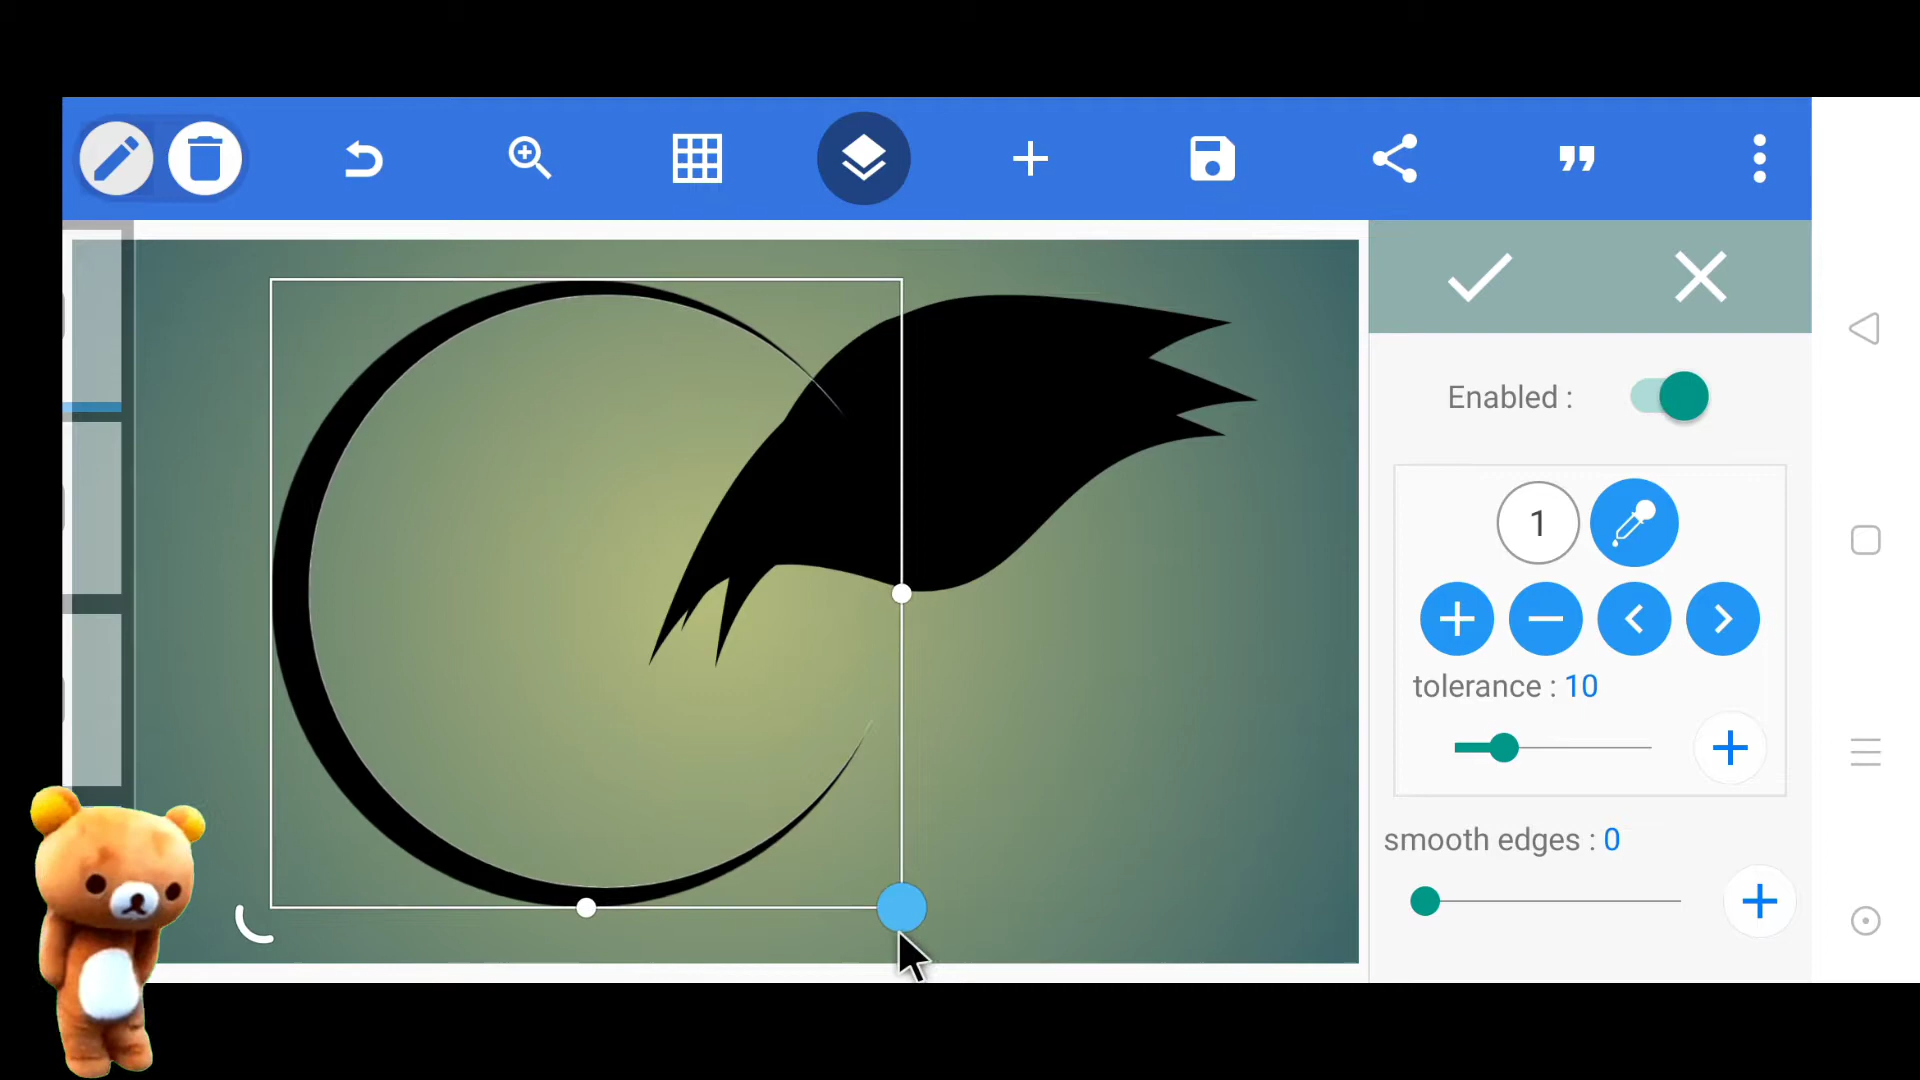 Enabled :
1
tolerance : 10
smooth edges : 0